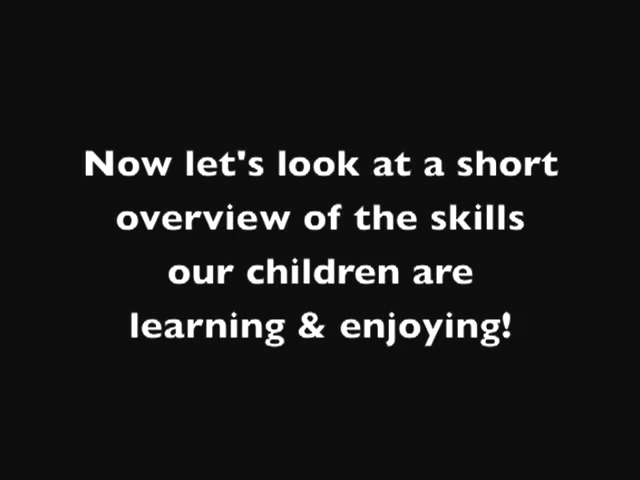 Now let's look at a short
overview of the skills
our children are
learning & enjoying!